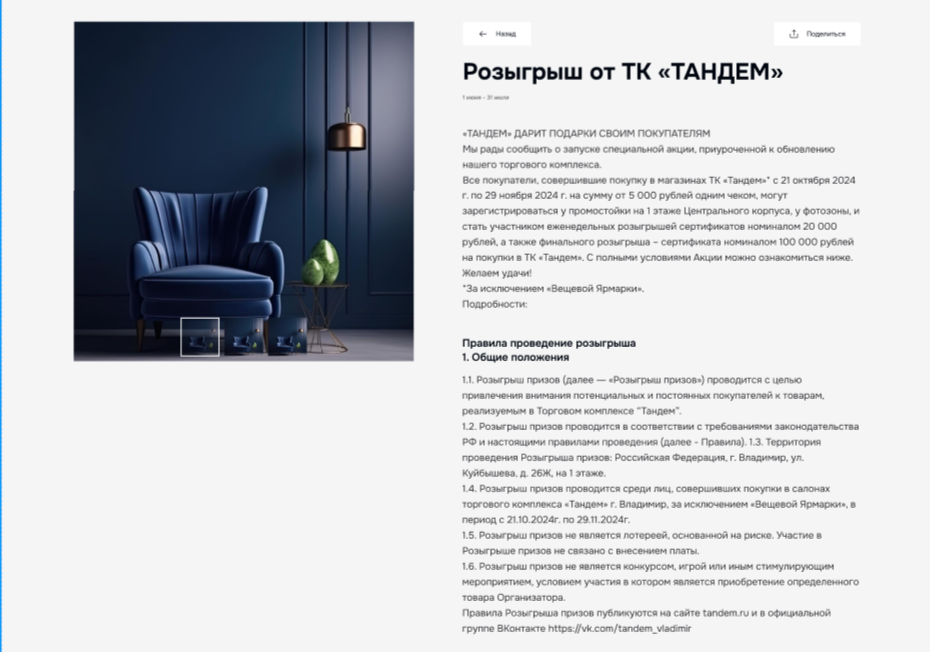 Назад
Поделиться
Розыгрыш от ТК «ТАНДЕМ»
1 июня – 31 июля
«ТАНДЕМ» ДАРИТ ПОДАРКИ СВОИМ ПОКУПАТЕЛЯМ
Мы рады сообщить о запуске специальной акции, приуроченной к обновлению
нашего торгового комплекса.
Все покупатели, совершившие покупку в магазинах ТК «Тандем»* с 21 октября 2024
г. по 29 ноября 2024 г. на сумму от 5 000 рублей одним чеком, могут
зарегистрироваться у промостойки на 1 этаже Центрального корпуса, у фотозоны, и
стать участником еженедельных розыгрышей сертификатов номиналом 20 000
рублей, а также финального розыгрыша – сертификата номиналом 100 000 рублей
на покупки в ТК «Тандем». С полными условиями Акции можно ознакомиться ниже.
Желаем удачи!
*За исключением «Вещевой Ярмарки».
Подробности:
Правила проведение розыгрыша
1. Общие положения
1.1. Розыгрыш призов (далее — «Розыгрыш призов») проводится с целью
привлечения внимания потенциальных и постоянных покупателей к товарам,
реализуемым в Торговом комплексе "Тандем".
1.2. Розыгрыш призов проводится в соответствии с требованиями законодательства
РФ и настоящими правилами проведения (далее - Правила). 1.3. Территория
проведения Розыгрыша призов: Российская Федерация, г. Владимир, ул.
Куйбышева, д. 26Ж, на 1 этаже.
1.4. Розыгрыш призов проводится среди лиц, совершивших покупки в салонах
торгового комплекса «Тандем» г. Владимир, за исключением «Вещевой Ярмарки», в
период с 21.10.2024г. по 29.11.2024г.
1.5. Розыгрыш призов не является лотереей, основанной на риске. Участие в
Розыгрыше призов не связано с внесением платы.
1.6. Розыгрыш призов не является конкурсом, игрой или иным стимулирующим
мероприятием, условием участия в котором является приобретение определенного
товара Организатора.
Правила Розыгрыша призов публикуются на сайте tandem.ru и в официальной
группе ВКонтакте https://vk.com/tandem_vladimir